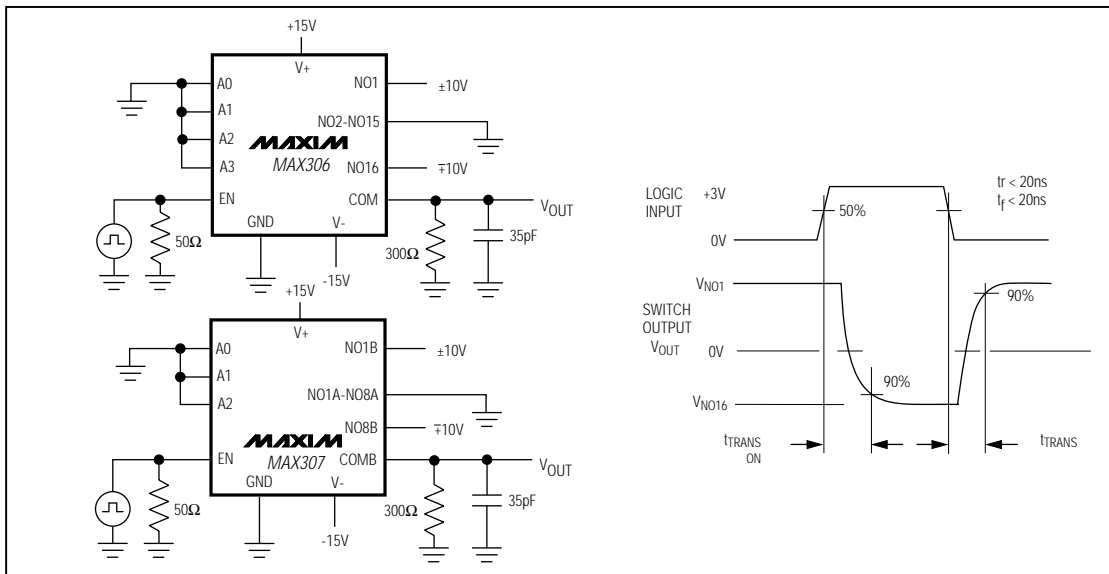 +15V
V+
A0
A1
A2
A3
EN
NO1
±10V
NO2-NO15
MAXIM
MAX306
NO16
∓10V
COM
VOUT
GND
V-
50Ω
-15V
300Ω
35pF
+15V
V+
A0
A1
A2
EN
NO1B
±10V
NO1A-NO8A
NO8B
∓10V
MAXIM
MAX307
COMB
VOUT
GND
V-
50Ω
-15V
300Ω
35pF
LOGIC
INPUT
+3V
50%
0V
tr < 20ns
tf < 20ns
VNO1
SWITCH
OUTPUT
VOUT
0V
90%
90%
VNO16
tTRANS
ON
tTRANS